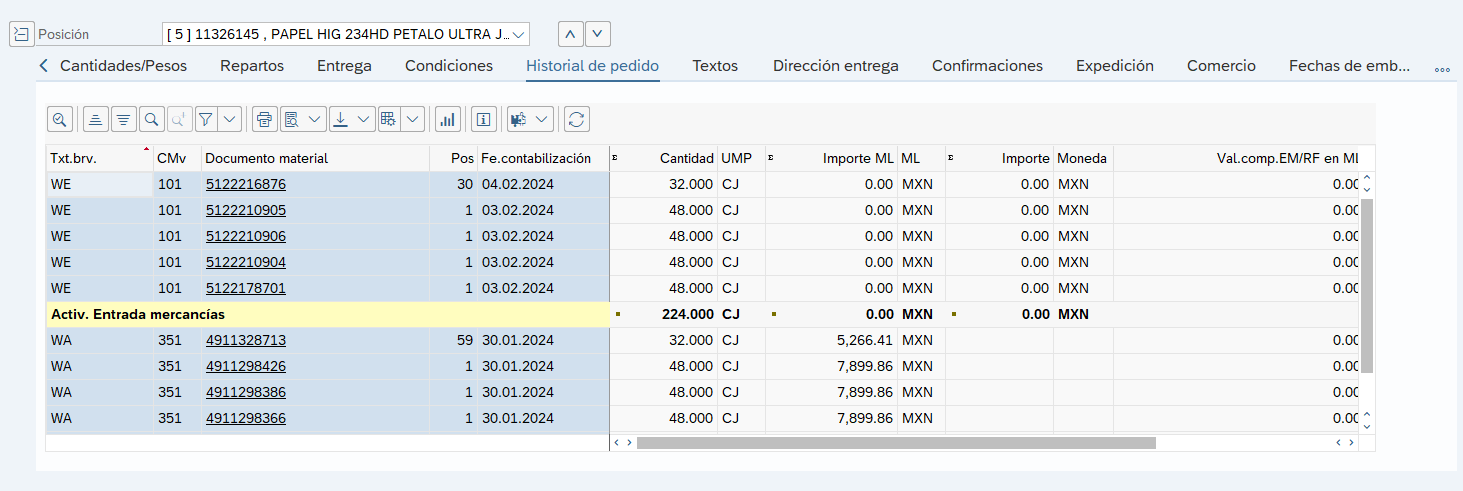 Posición [ 5 ] 11326145 , PAPEL HIG 234HD PETALO ULTRA J...
Cantidades/Pesos Repartos Entrega Condiciones Historial de pedido Textos Dirección entrega Confirmaciones Expedición Comercio Fechas de emb...
Txt.brv. CMv Documento material Pos Fe.contabilización Σ Cantidad UMP Σ Importe ML ML Σ Importe Moneda Val.comp.EM/RF en ML
WE 101 5122216876 30 04.02.2024 32.000 CJ 0.00 MXN 0.00 MXN 0.00
WE 101 5122210905 1 03.02.2024 48.000 CJ 0.00 MXN 0.00 MXN 0.00
WE 101 5122210906 1 03.02.2024 48.000 CJ 0.00 MXN 0.00 MXN 0.00
WE 101 5122210904 1 03.02.2024 48.000 CJ 0.00 MXN 0.00 MXN 0.00
WE 101 5122178701 1 03.02.2024 48.000 CJ 0.00 MXN 0.00 MXN 0.00
Activ. Entrada mercancías 224.000 CJ 0.00 MXN 0.00 MXN
WA 351 4911328713 59 30.01.2024 32.000 CJ 5,266.41 MXN 0.00
WA 351 4911298426 1 30.01.2024 48.000 CJ 7,899.86 MXN 0.00
WA 351 4911298386 1 30.01.2024 48.000 CJ 7,899.86 MXN 0.00
WA 351 4911298366 1 30.01.2024 48.000 CJ 7,899.86 MXN 0.00